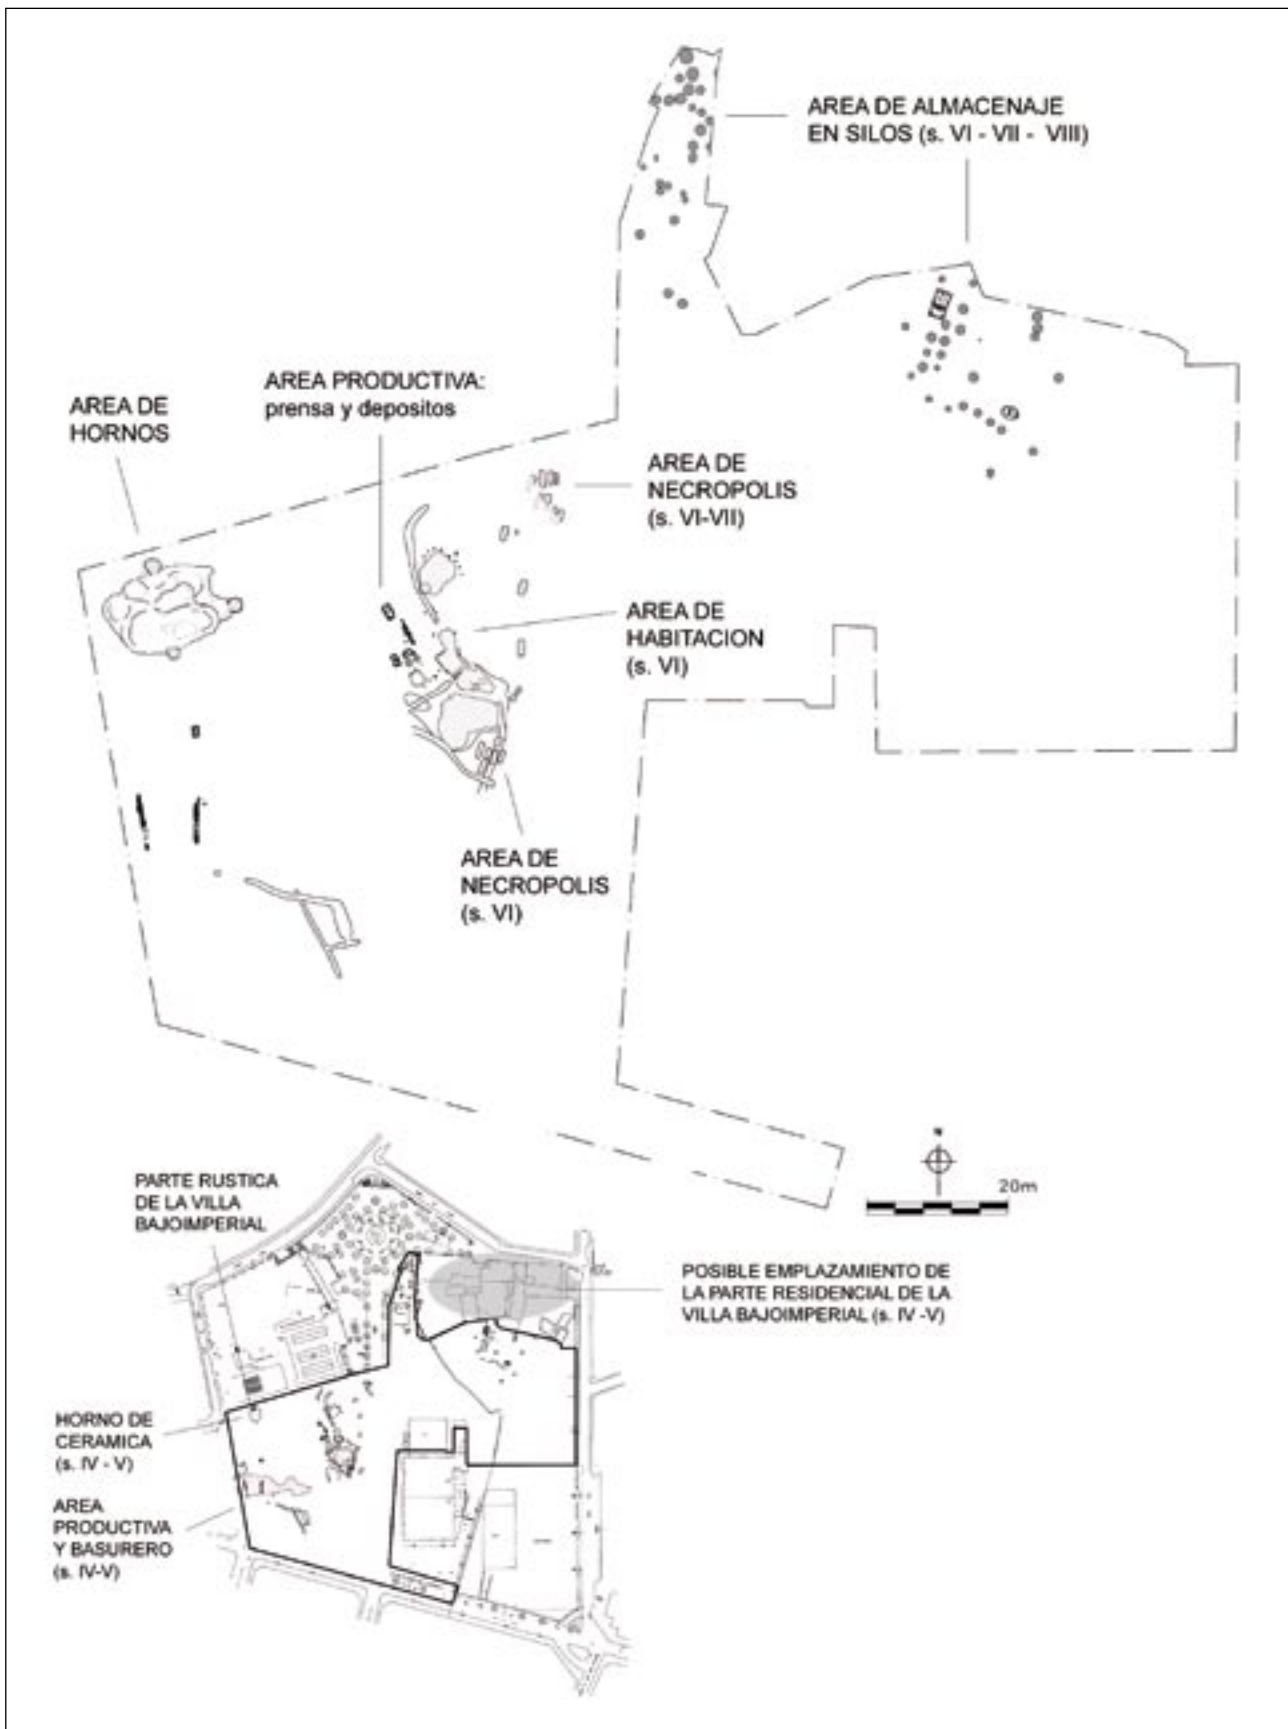 AREA DE ALMACENAJE
EN SILOS (s. VI - VII - VIII)
AREA PRODUCTIVA:
prensa y depositos
AREA DE
HORNOS
AREA DE
NECROPOLIS
(s. VI-VII)
AREA DE
HABITACION
(s. VI)
AREA DE
NECROPOLIS
(s. VI)
20m
PARTE RUSTICA
DE LA VILLA
BAJOIMPERIAL
POSIBLE EMPLAZAMIENTO DE
LA PARTE RESIDENCIAL DE LA
VILLA BAJOIMPERIAL (s. IV -V)
HORNO DE
CERAMICA
(s. IV - V)
AREA
PRODUCTIVA
Y BASURERO
(s. IV-V)